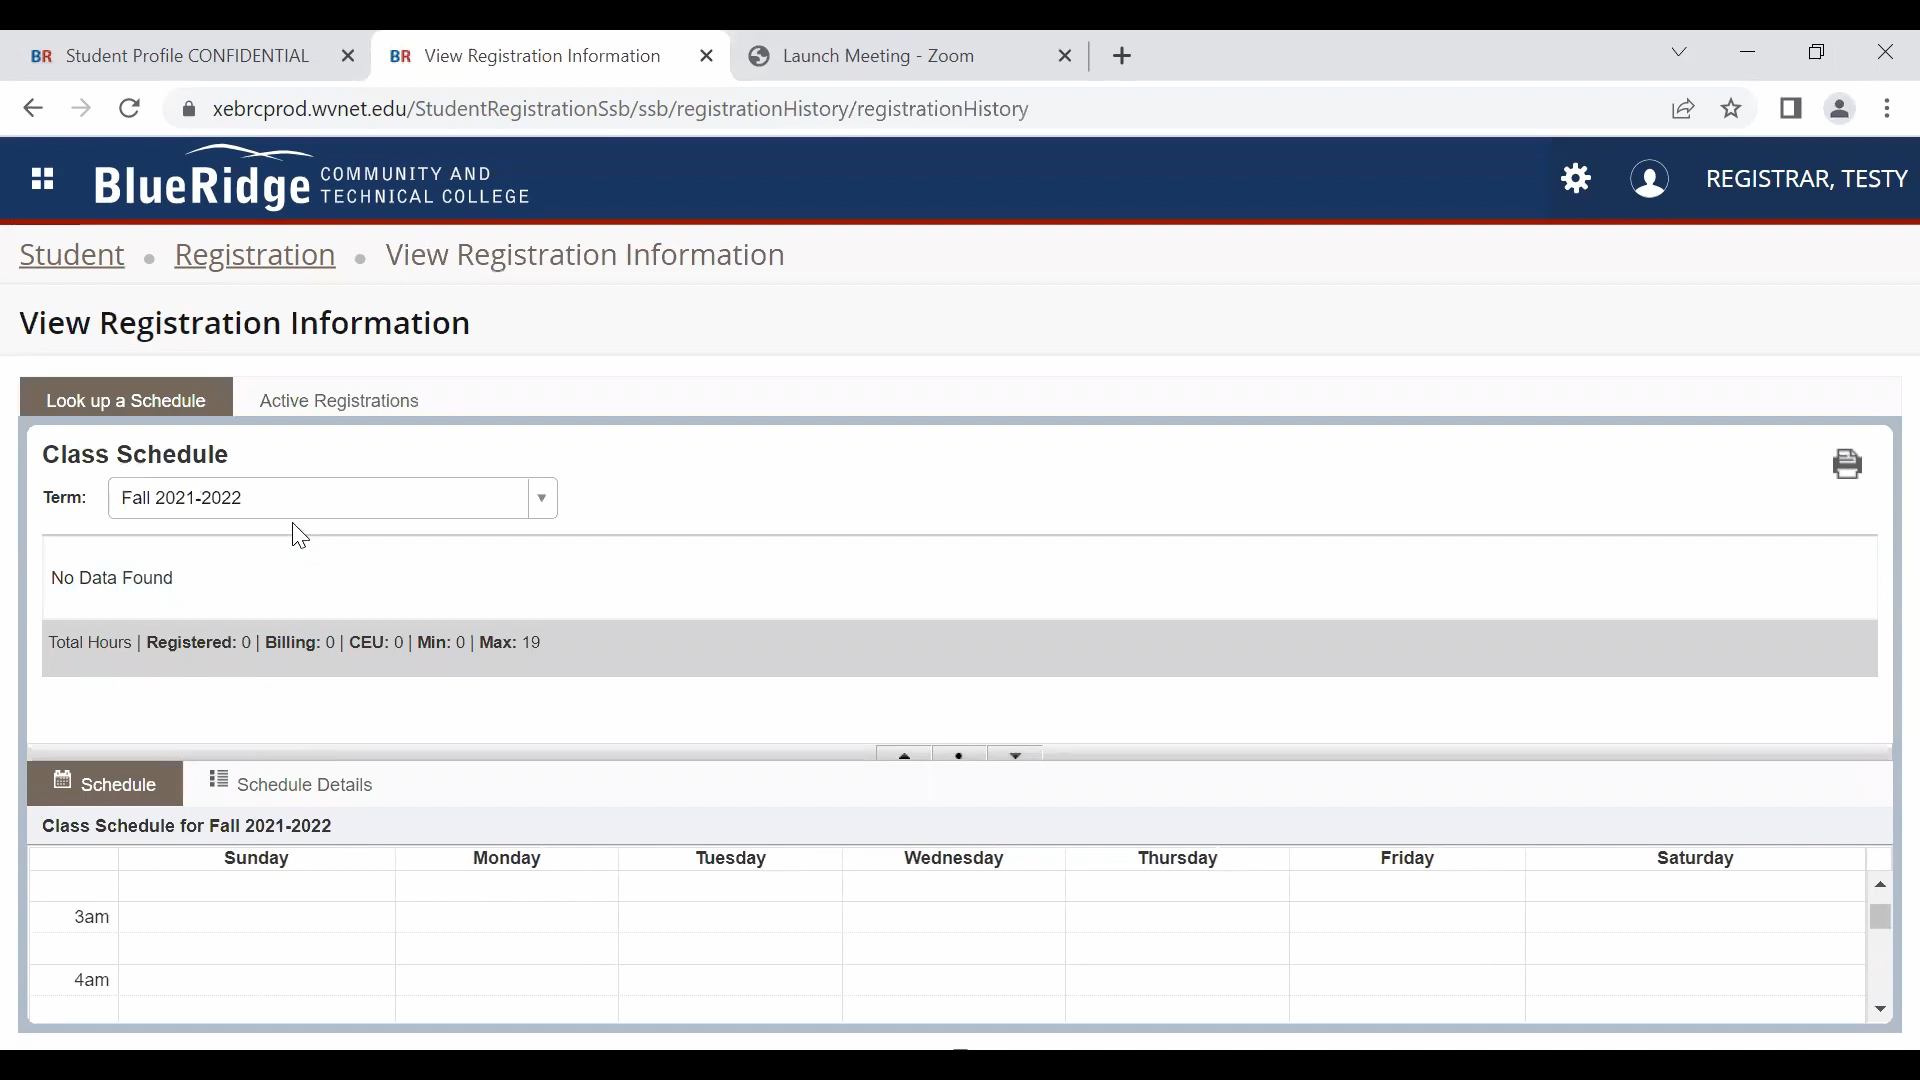 BR Student Profile CONFIDENTIAL
BR View Registration Information
Launch Meeting - Zoom
xebrcprod.wvnet.edu/StudentRegistrationSsb/ssb/registrationHistory/registrationHistory
BlueRidge COMMUNITY AND TECHNICAL COLLEGE
REGISTRAR, TESTY
Student • Registration • View Registration Information
View Registration Information
Look up a Schedule Active Registrations
Class Schedule
Term: Fall 2021-2022
No Data Found
Total Hours | Registered: 0 | Billing: 0 | CEU: 0 | Min: 0 | Max: 19
Schedule Schedule Details
Class Schedule for Fall 2021-2022
Sunday Monday Tuesday Wednesday Thursday Friday Saturday
3am
4am